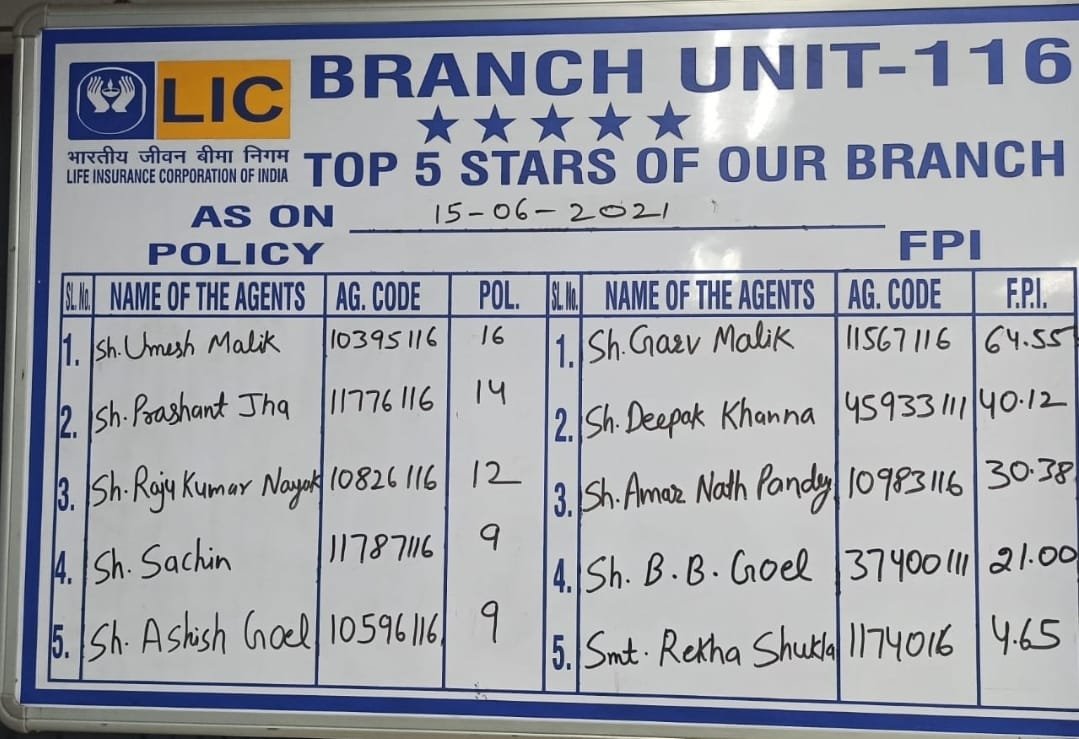 LIC
BRANCH UNIT-116
भारतीय जीवन बीमा निगम
LIFE INSURANCE CORPORATION OF INDIA
TOP 5 STARS OF OUR BRANCH
AS ON 15-06-2021
POLICY FPI
SL. No. NAME OF THE AGENTS AG. CODE POL. SL. No. NAME OF THE AGENTS AG. CODE F.P.I.
1. Sh. Umesh Malik 10395116 16 1. Sh. Garv Malik 11567116 64.55
2. Sh. Prashant Jha 11776116 14 2. Sh. Deepak Khanna 45933111 40.12
3. Sh. Raju Kumar Nayak 10826116 12 3. Sh. Amar Nath Pandey 10983116 30.38
4. Sh. Sachin 11787116 9 4. Sh. B.B. Goel 37400111 21.00
5. Sh. Ashish Goel 10596116 9 5. Smt. Rekha Shukla 1174016 4.65